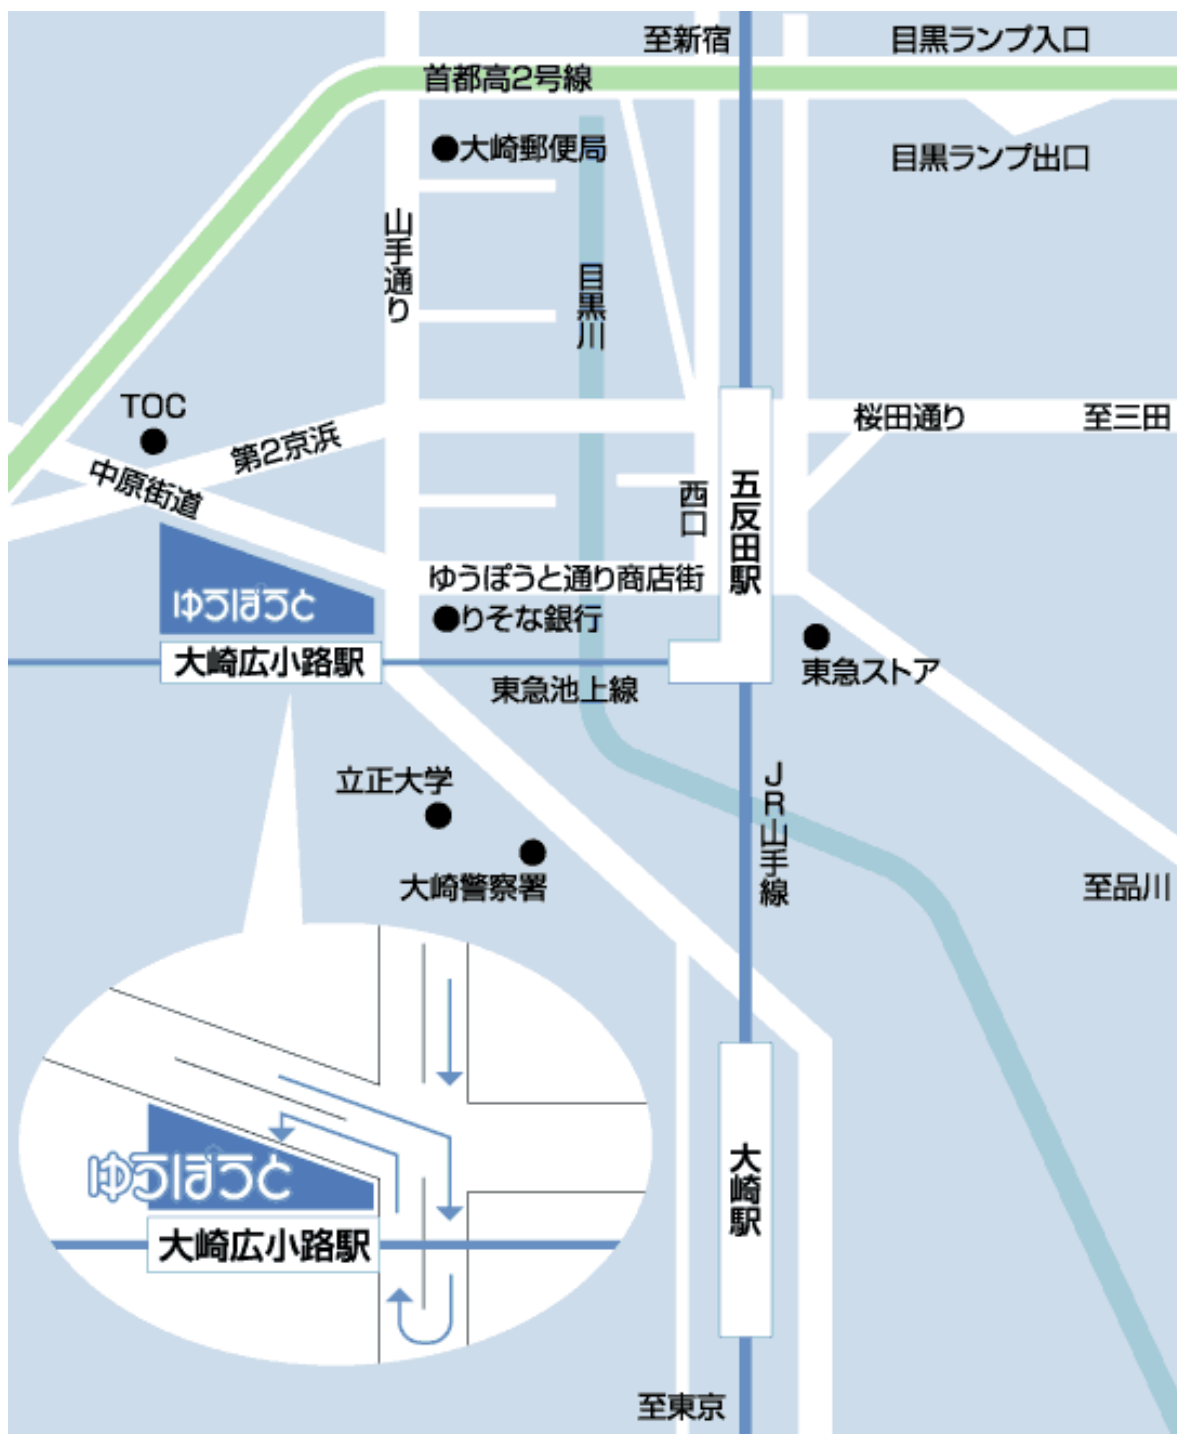 至新宿
目黒ランプ入口
首都高2号線
大崎郵便局
目黒ランプ出口
山手通り
目黒川
TOC
第2京浜
桜田通り
至三田
中原街道
西口
五反田駅
ゆうぽうと通り商店街
ゆうぽうと
りそな銀行
大崎広小路駅
東急池上線
東急ストア
立正大学
JR山手線
大崎警察署
至品川
ゆうぽうと
大崎広小路駅
大崎駅
至東京